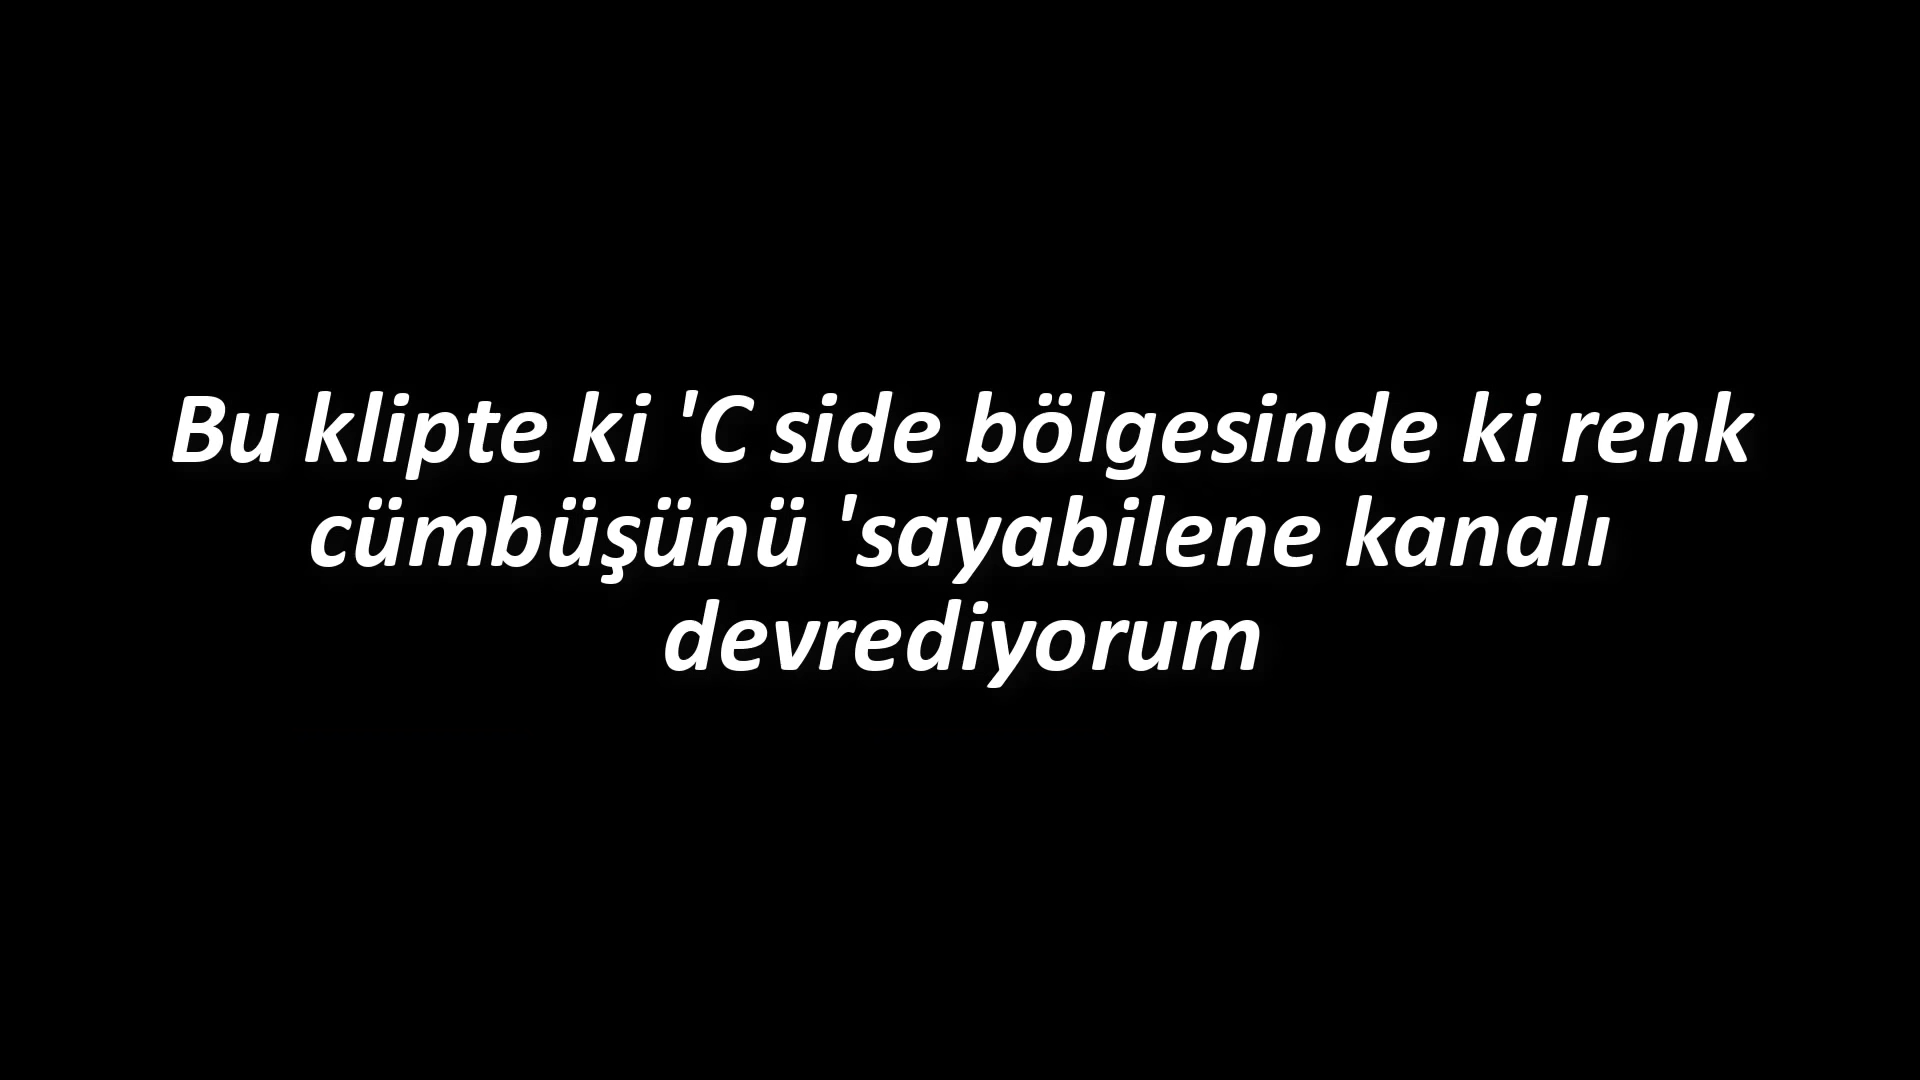 Bu klipte ki 'C side bölgesinde ki renk
cümbüşünü 'sayabilene kanalı
devrediyorum